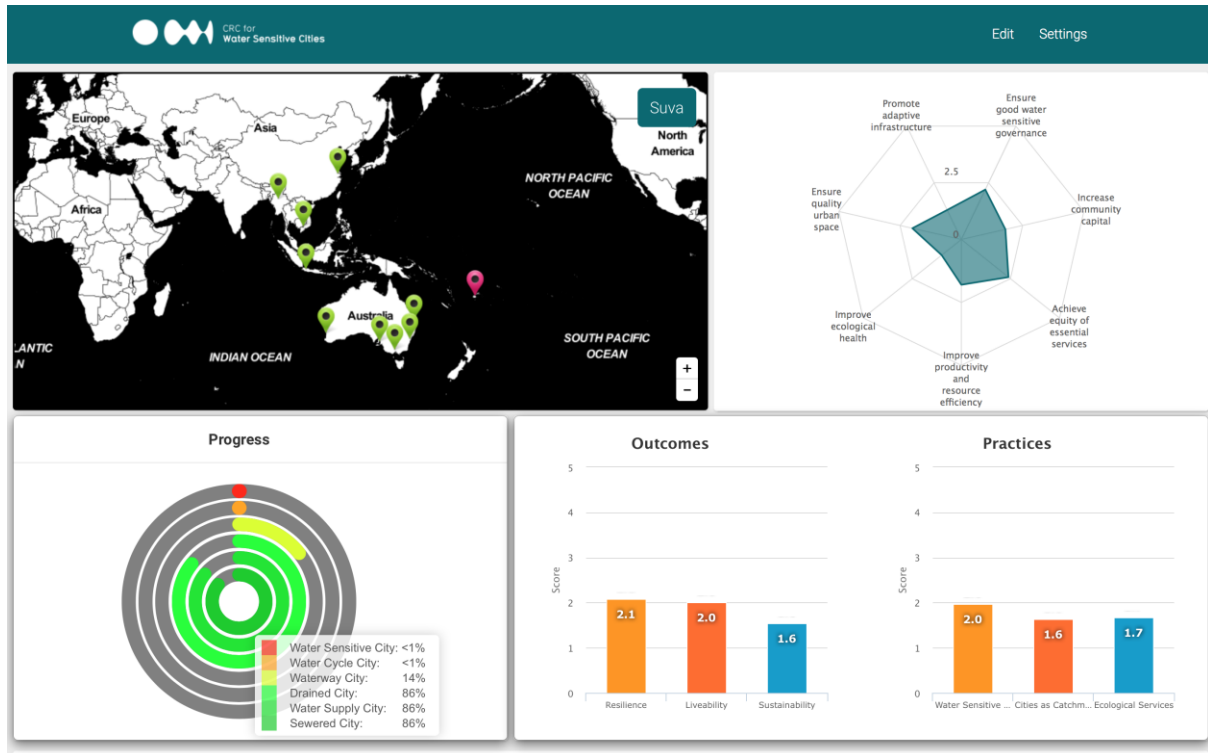 CRC for
Water Sensitive Cities
Edit
Settings
Suva
Europe
Asia
North
America
NORTH PACIFIC
OCEAN
Africa
Australia
.ANTIC
N
INDIAN OCEAN
SOUTH PACIFIC
OCEAN
+
−
Ensure
good water
sensitive
governance
Promote
adaptive
infrastructure
2.5
Ensure
quality
urban
space
Increase
community
capital
0
Improve
ecological
health
Achieve
equity of
essential
services
Improve
productivity
and
resource
efficiency
Progress
Water Sensitive City: <1%
Water Cycle City: <1%
Waterway City: 14%
Drained City: 86%
Water Supply City: 86%
Sewered City: 86%
Outcomes
5
4
3
2
1
0
Score
2.1
2.0
1.6
Resilience
Liveability
Sustainability
Practices
5
4
3
2
1
0
Score
2.0
1.6
1.7
Water Sensitive ...
Cities as Catchm...
Ecological Services